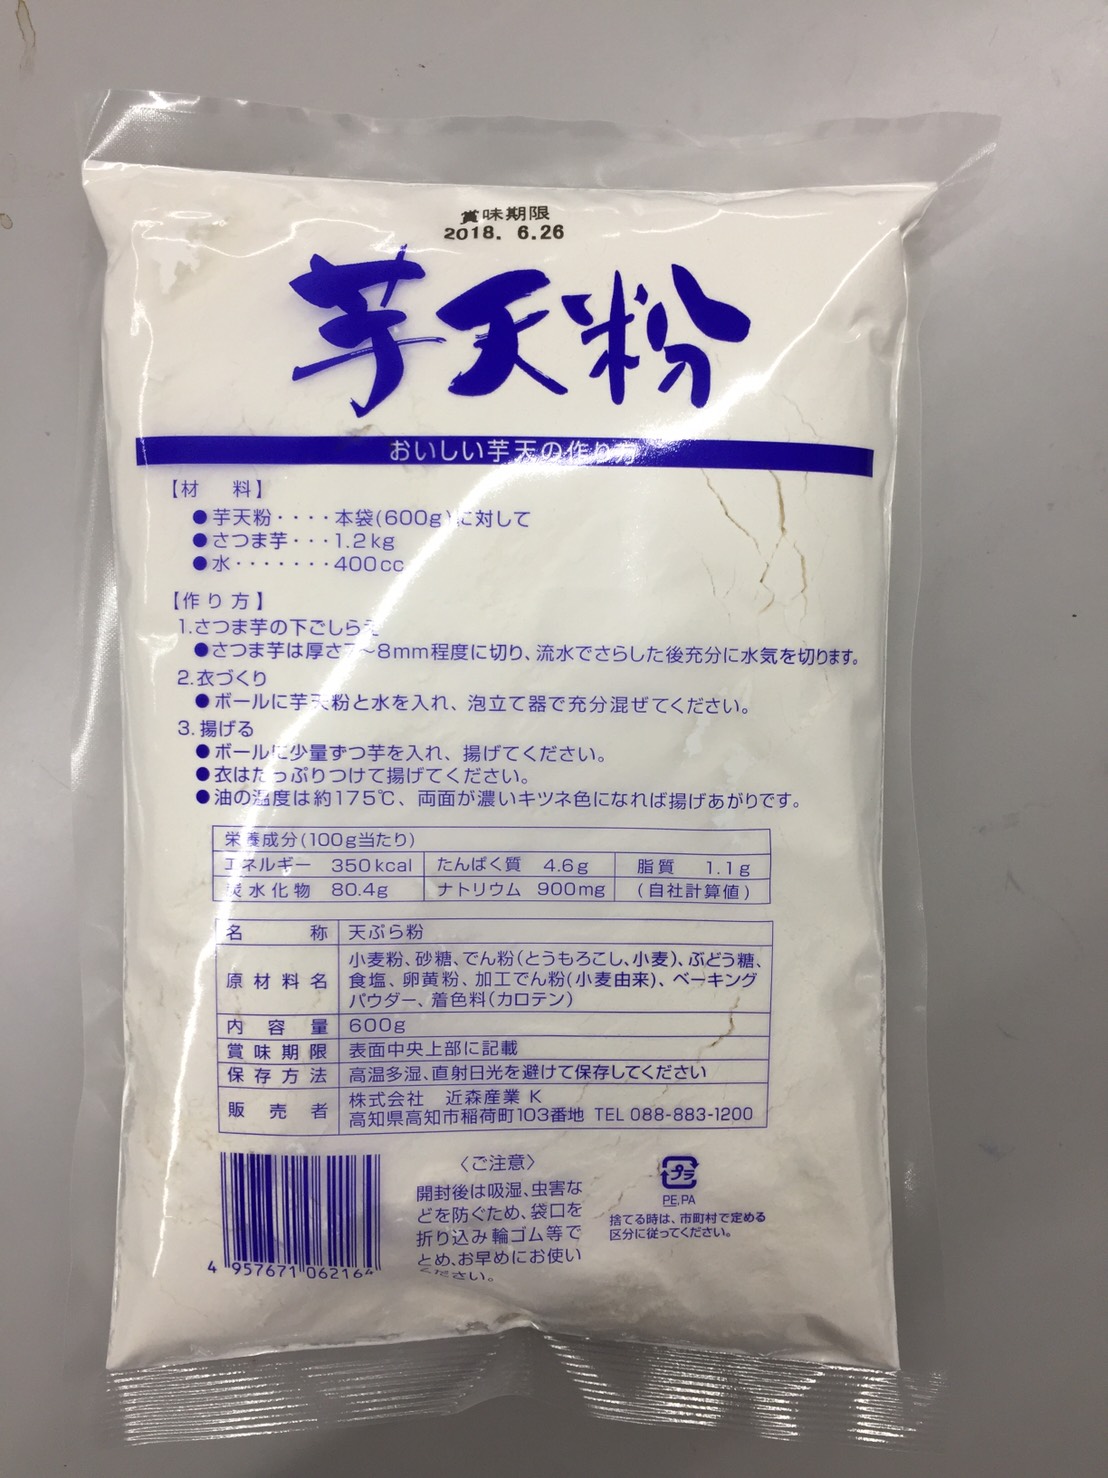 賞味期限
2018. 6.26
芋天粉
おいしい芋天の作り方
【材 料】
●芋天粉‥‥本袋(600g)に対して
●さつま芋‥・1.2kg
●水‥‥‥・400cc
【作り方】
1.さつま芋の下ごしらえ
●さつま芋は厚さ7〜8mm程度に切り、流水でさらした後充分に水気を切ります。
2.衣づくり
●ボールに芋天粉と水を入れ、泡立て器で充分混ぜてください。
3.揚げる
●ボールに少量ずつ芋を入れ、揚げてください。
●衣はたっぷりつけて揚げてください。
●油の温度は約175℃、両面が濃いキツネ色になれば揚げあがりです。
栄養成分(100g当たり)
エネルギー 350kcal たんぱく質 4.6g 脂質 1.1g
炭水化物 80.4g ナトリウム 900mg (自社計算値)
名称 天ぷら粉
原材料名 小麦粉、砂糖、でん粉(とうもろこし、小麦)、ぶどう糖、
食塩、卵黄粉、加工でん粉(小麦由来)、ベーキング
パウダー、着色料(カロテン)
内容量 600g
賞味期限 表面中央上部に記載
保存方法 高温多湿、直射日光を避けて保存してください
販売者 株式会社 近森産業 K
高知県高知市稲荷町103番地 TEL 088-883-1200
〈ご注意〉
開封後は吸湿、虫害な
どを防ぐため、袋口を
折り込み輪ゴム等で
とめ、お早めにお使い
ください。
プラ
PE,PA
捨てる時は、市町村で定める
区分に従ってください。
4 957671 062164